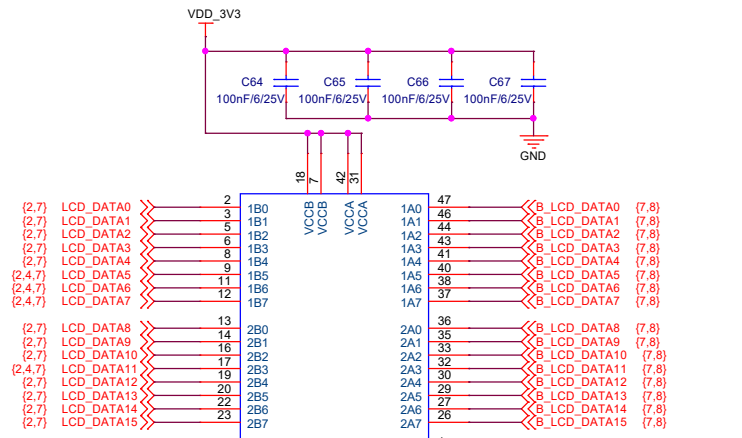 VDD_3V3
C64 C65 C66 C67
100nF/6/25V 100nF/6/25V 100nF/6/25V 100nF/6/25V
GND
18 7 42 31
VCCB VCCB VCCA VCCA
{2,7} LCD_DATA0 2 1B0 1A0 47 B_LCD_DATA0 {7,8}
{2,7} LCD_DATA1 3 1B1 1A1 46 B_LCD_DATA1 {7,8}
{2,7} LCD_DATA2 5 1B2 1A2 44 B_LCD_DATA2 {7,8}
{2,7} LCD_DATA3 6 1B3 1A3 43 B_LCD_DATA3 {7,8}
{2,7} LCD_DATA4 8 1B4 1A4 41 B_LCD_DATA4 {7,8}
{2,4,7} LCD_DATA5 9 1B5 1A5 40 B_LCD_DATA5 {7,8}
{2,4,7} LCD_DATA6 11 1B6 1A6 38 B_LCD_DATA6 {7,8}
{2,4,7} LCD_DATA7 12 1B7 1A7 37 B_LCD_DATA7 {7,8}
{2,7} LCD_DATA8 13 2B0 2A0 36 B_LCD_DATA8 {7,8}
{2,7} LCD_DATA9 14 2B1 2A1 35 B_LCD_DATA9 {7,8}
{2,7} LCD_DATA10 16 2B2 2A2 33 B_LCD_DATA10 {7,8}
{2,4,7} LCD_DATA11 17 2B3 2A3 32 B_LCD_DATA11 {7,8}
{2,7} LCD_DATA12 19 2B4 2A4 30 B_LCD_DATA12 {7,8}
{2,7} LCD_DATA13 20 2B5 2A5 29 B_LCD_DATA13 {7,8}
{2,7} LCD_DATA14 22 2B6 2A6 27 B_LCD_DATA14 {7,8}
{2,7} LCD_DATA15 23 2B7 2A7 26 B_LCD_DATA15 {7,8}